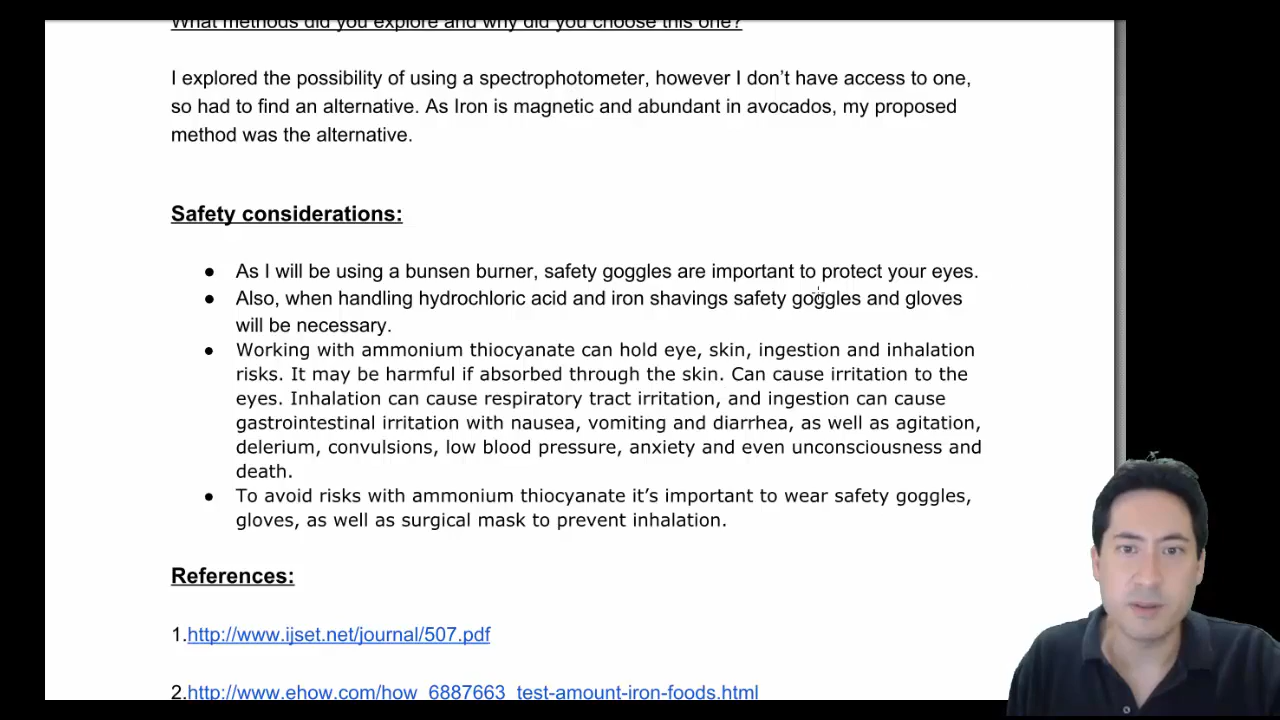 What methods did you explore and why did you choose this one?
I explored the possibility of using a spectrophotometer, however I don't have access to one,
so had to find an alternative. As Iron is magnetic and abundant in avocados, my proposed
method was the alternative.
Safety considerations:
● As I will be using a bunsen burner, safety goggles are important to protect your eyes.
● Also, when handling hydrochloric acid and iron shavings safety goggles and gloves
will be necessary.
● Working with ammonium thiocyanate can hold eye, skin, ingestion and inhalation
risks. It may be harmful if absorbed through the skin. Can cause irritation to the
eyes. Inhalation can cause respiratory tract irritation, and ingestion can cause
gastrointestinal irritation with nausea, vomiting and diarrhea, as well as agitation,
delerium, convulsions, low blood pressure, anxiety and even unconsciousness and
death.
● To avoid risks with ammonium thiocyanate it's important to wear safety goggles,
gloves, as well as surgical mask to prevent inhalation.
References:
1.http://www.ijset.net/journal/507.pdf
2.http://www.ehow.com/how_6887663_test-amount-iron-foods.html